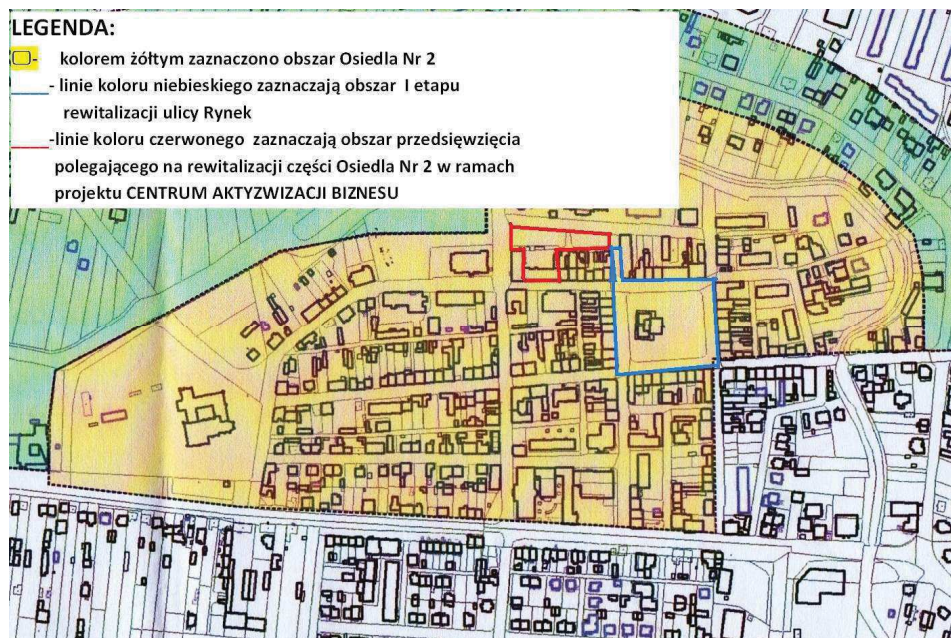 LEGENDA:
- kolorem żółtym zaznaczono obszar Osiedla Nr 2
- linie koloru niebieskiego zaznaczają obszar I etapu
rewitalizacji ulicy Rynek
-linie koloru czerwonego zaznaczają obszar przedsięwzięcia
polegającego na rewitalizacji części Osiedla Nr 2 w ramach
projektu CENTRUM AKTYZWIZACJI BIZNESU